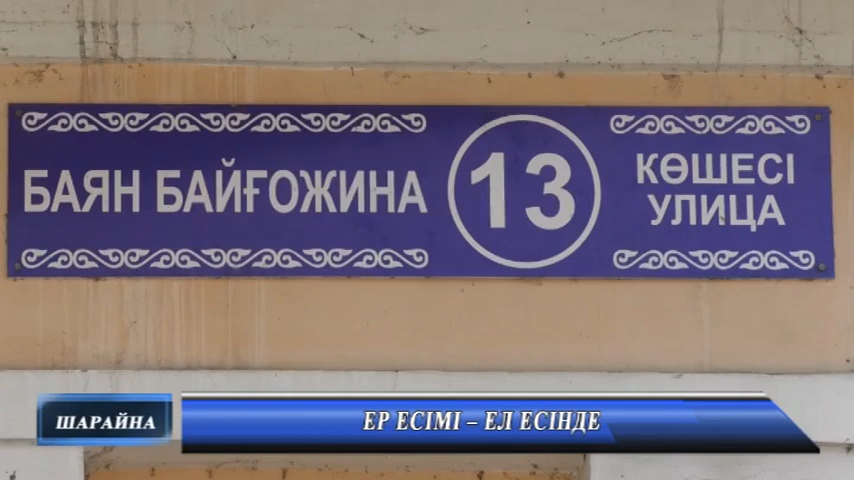 БАЯН БАЙҒОЖИНА
13
КӨШЕСІ
УЛИЦА
ШАРАЙНА
ЕР ЕСІМІ – ЕЛ ЕСІНДЕ